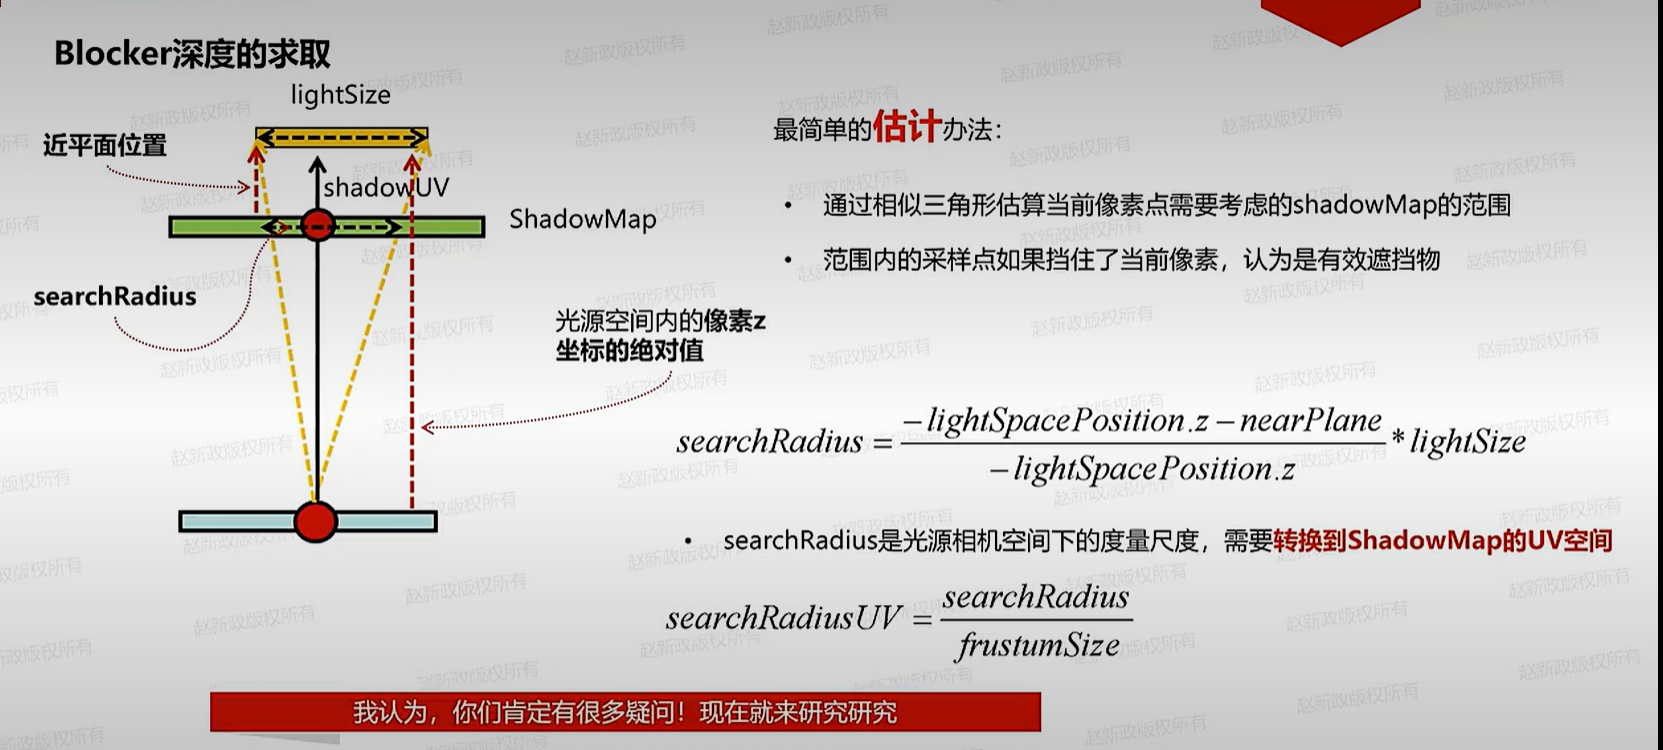 Blocker深度的求取
lightSize
近平面位置
shadowUV
ShadowMap
searchRadius
光源空间内的像素z
坐标的绝对值
最简单的估计办法：
• 通过相似三角形估算当前像素点需要考虑的shadowMap的范围
• 范围内的采样点如果挡住了当前像素，认为是有效遮挡物
searchRadius = \frac{-lightSpacePosition.z - nearPlane}{-lightSpacePosition.z} * lightSize
• searchRadius是光源相机空间下的度量尺度，需要转换到ShadowMap的UV空间
searchRadiusUV = \frac{searchRadius}{frustumSize}
我认为，你们肯定有很多疑问！现在就来研究研究
赵新政版权所有